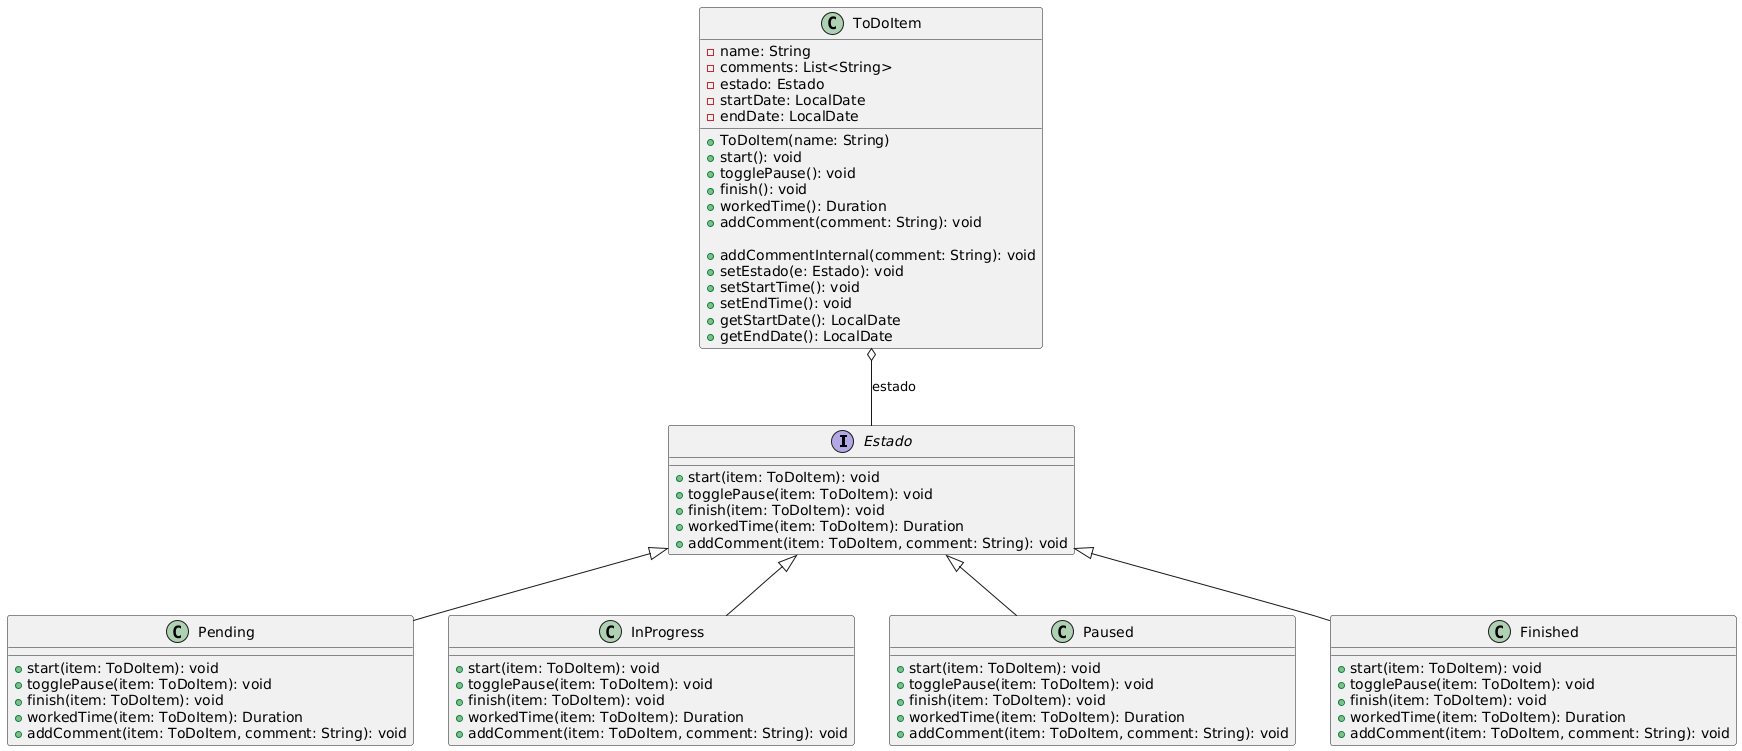 C ToDoItem
name: String
comments: List<String>
estado: Estado
startDate: LocalDate
endDate: LocalDate
ToDoItem(name: String)
start(): void
togglePause(): void
finish(): void
workedTime(): Duration
addComment(comment: String): void
addCommentInternal(comment: String): void
setEstado(e: Estado): void
setStartTime(): void
setEndTime(): void
getStartDate(): LocalDate
getEndDate(): LocalDate
estado
I Estado
start(item: ToDoItem): void
togglePause(item: ToDoItem): void
finish(item: ToDoItem): void
workedTime(item: ToDoItem): Duration
addComment(item: ToDoItem, comment: String): void
C Pending
start(item: ToDoItem): void
togglePause(item: ToDoItem): void
finish(item: ToDoItem): void
workedTime(item: ToDoItem): Duration
addComment(item: ToDoItem, comment: String): void
C InProgress
start(item: ToDoItem): void
togglePause(item: ToDoItem): void
finish(item: ToDoItem): void
workedTime(item: ToDoItem): Duration
addComment(item: ToDoItem, comment: String): void
C Paused
start(item: ToDoItem): void
togglePause(item: ToDoItem): void
finish(item: ToDoItem): void
workedTime(item: ToDoItem): Duration
addComment(item: ToDoItem, comment: String): void
C Finished
start(item: ToDoItem): void
togglePause(item: ToDoItem): void
finish(item: ToDoItem): void
workedTime(item: ToDoItem): Duration
addComment(item: ToDoItem, comment: String): void